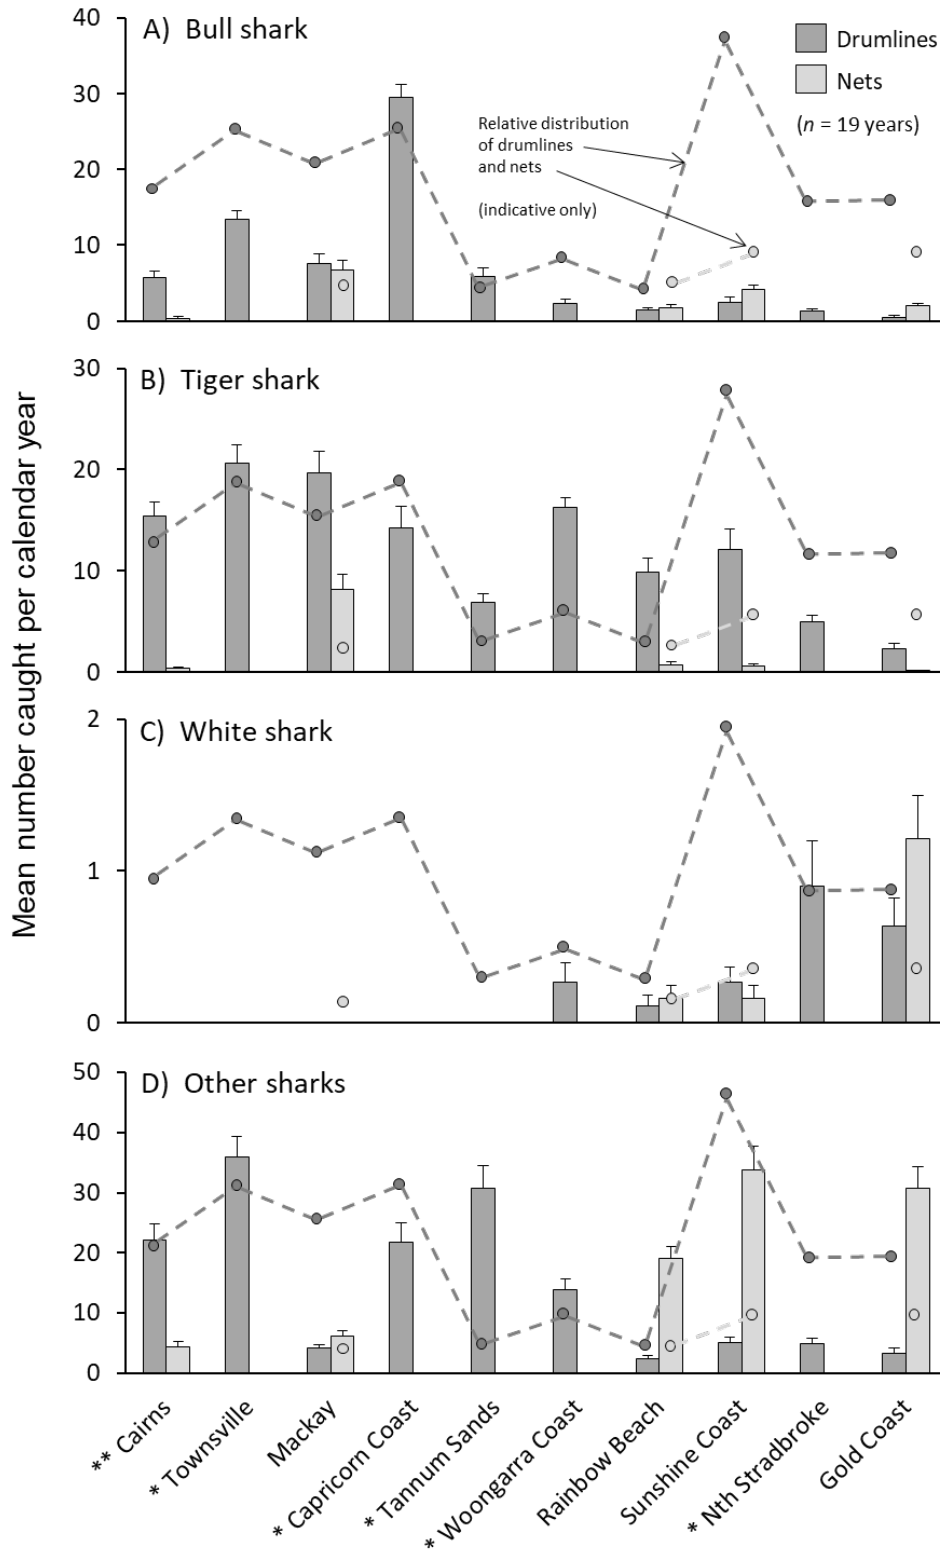 Mean number caught per calendar year
A) Bull shark
40
30
20
10
0
Drumlines
Nets
(n = 19 years)
Relative distribution
of drumlines
and nets
(indicative only)
B) Tiger shark
30
20
10
0
C) White shark
2
1
0
D) Other sharks
50
40
30
20
10
0
** Cairns
* Townsville
Mackay
* Capricorn Coast
* Tannum Sands
* Woongarra Coast
Rainbow Beach
Sunshine Coast
* Nth Stradbroke
Gold Coast